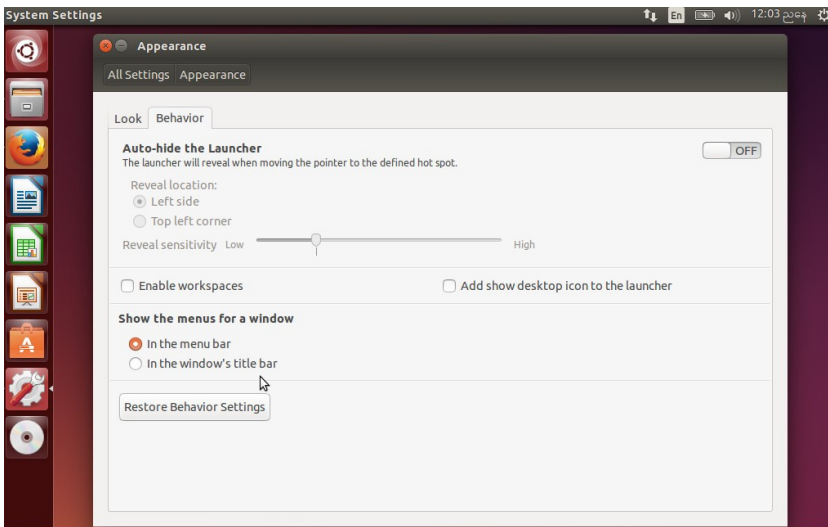 System Settings En 12:03 ညနေ
Appearance
All Settings Appearance
Look Behavior
Auto-hide the Launcher OFF
The launcher will reveal when moving the pointer to the defined hot spot.
Reveal location:
Left side
Top left corner
Reveal sensitivity Low High
Enable workspaces Add show desktop icon to the launcher
Show the menus for a window
In the menu bar
In the window's title bar
Restore Behavior Settings